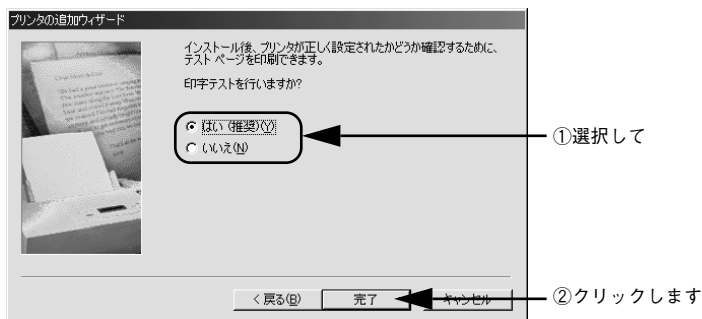 プリンタの追加ウィザード
インストール後、プリンタが正しく設定されたかどうか確認するために、
テスト ページを印刷できます。
印字テストを行いますか?
はい (推奨)(Y)
いいえ(N)
①選択して
< 戻る(B)
完了
キャンセル
②クリックします